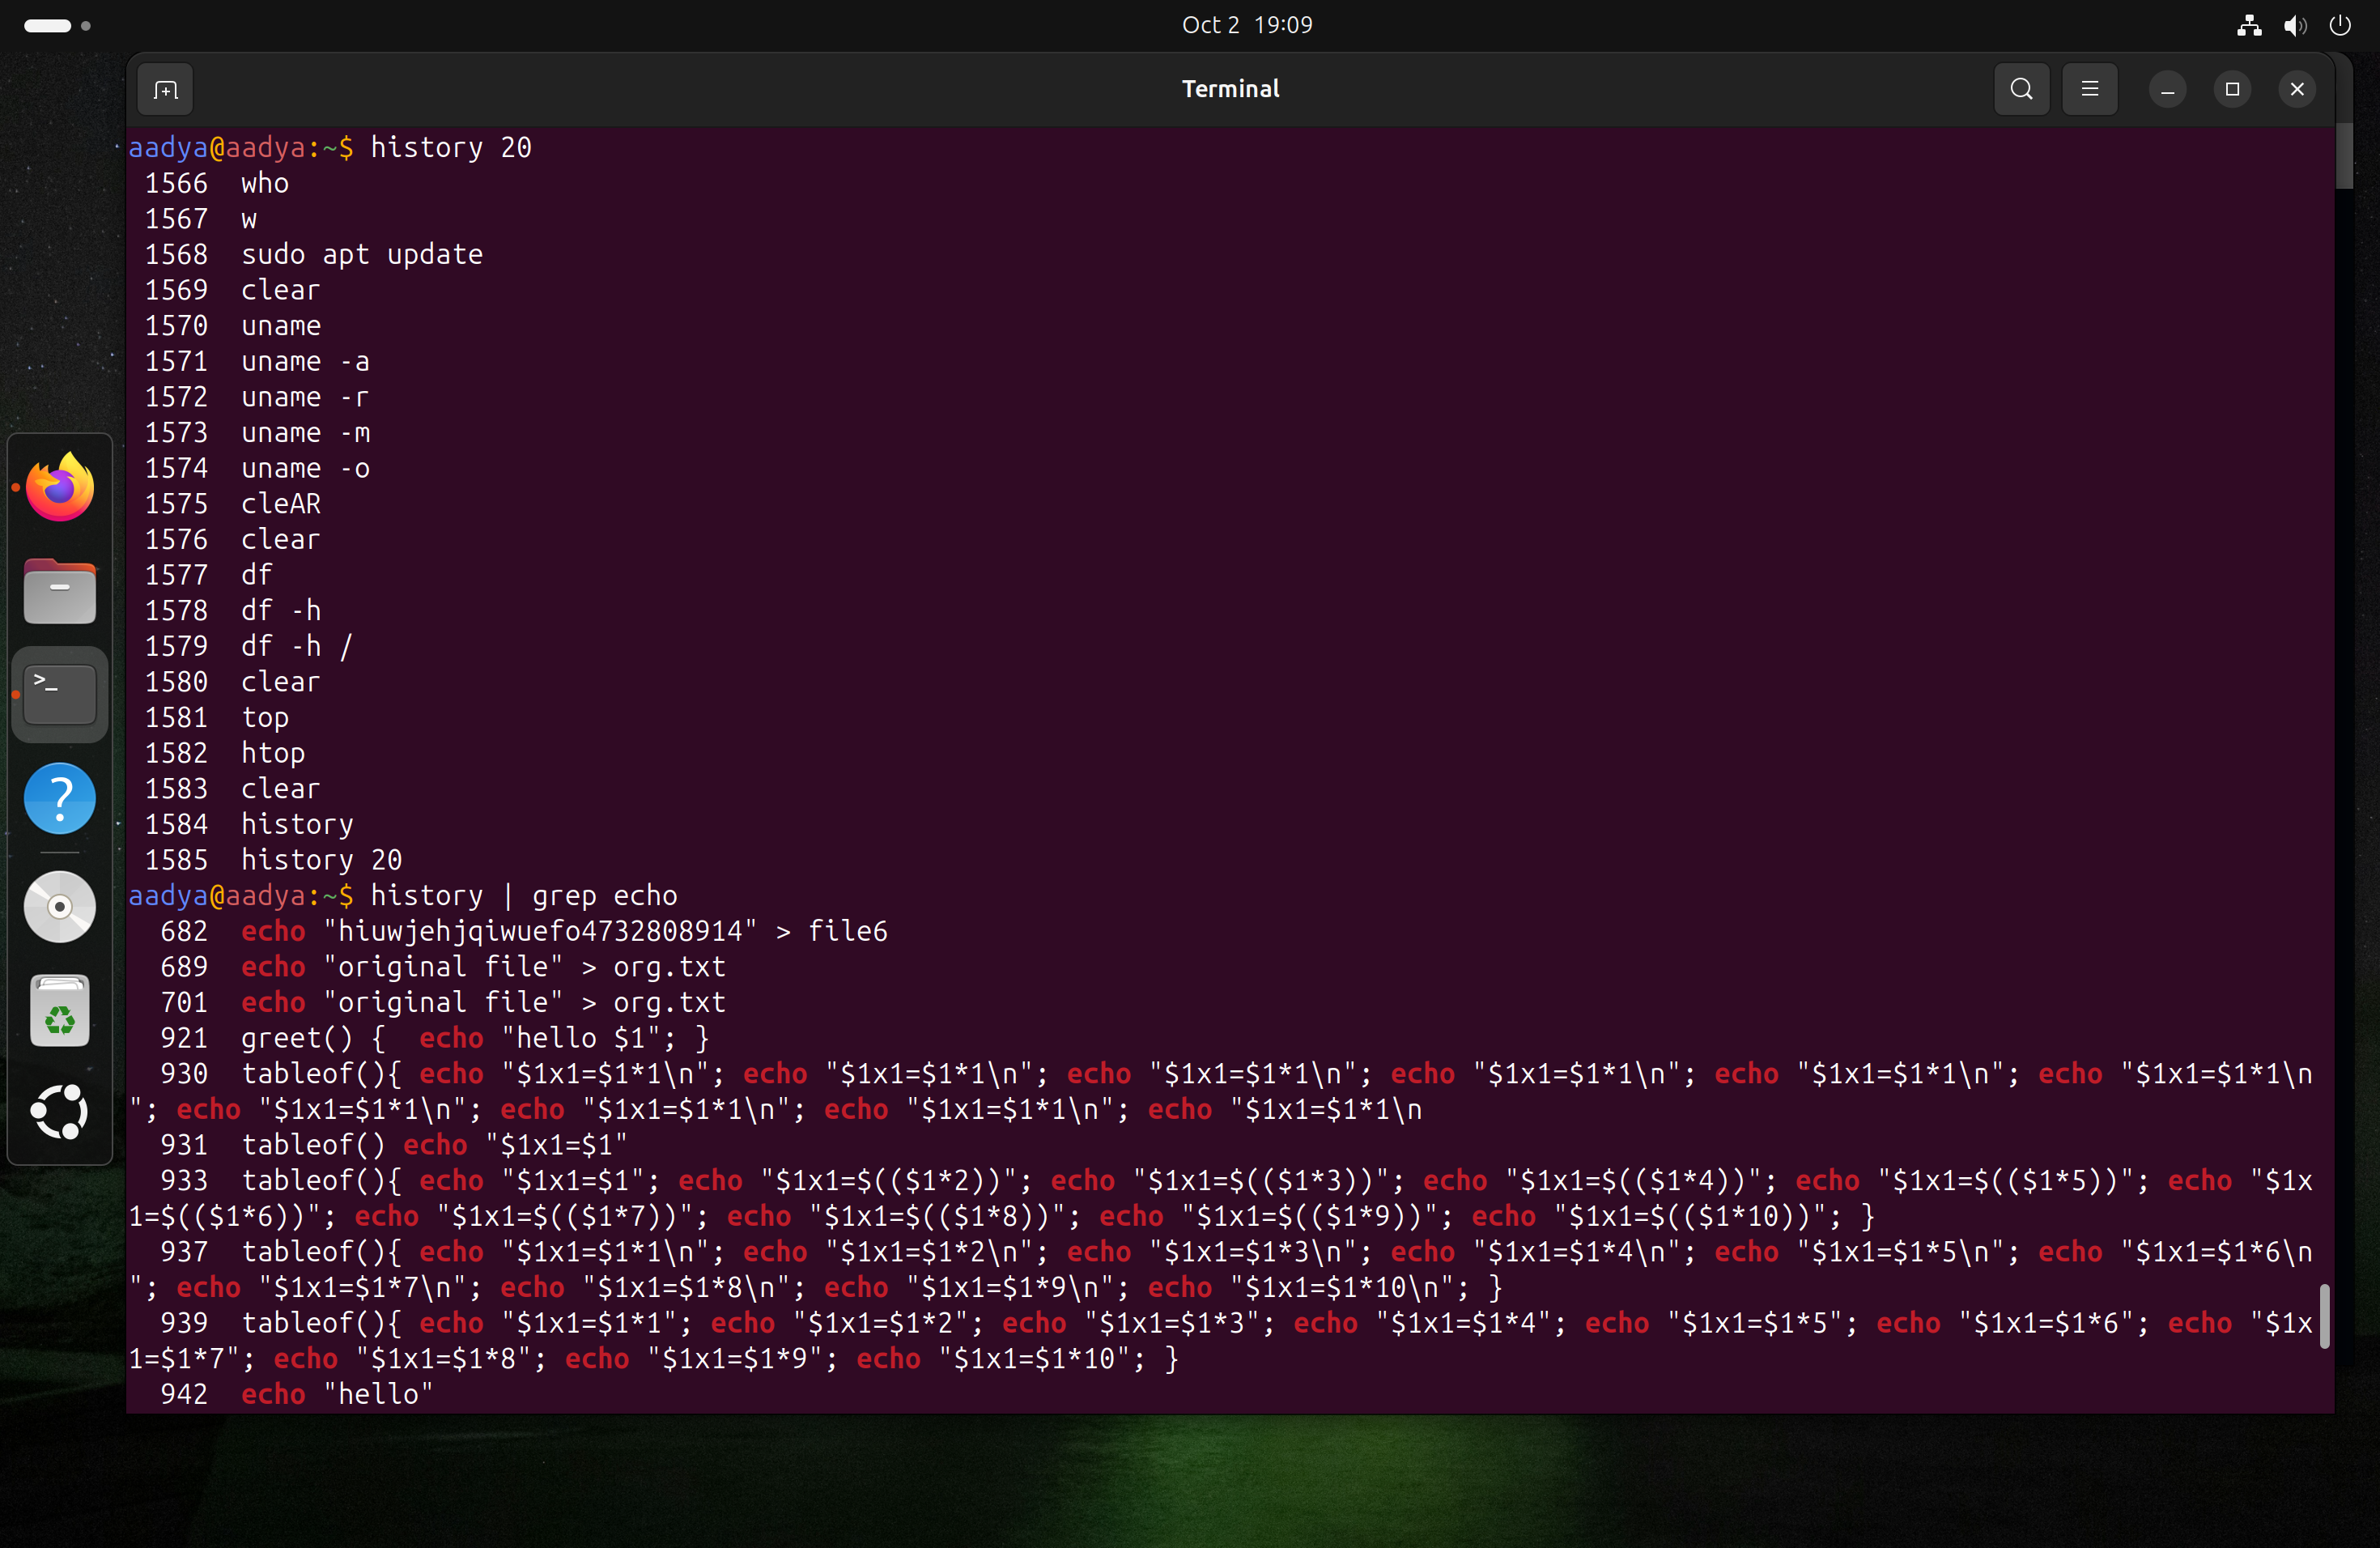 Oct 2  19:09
Terminal
aadya@aadya:~$ history 20
 1566  who
 1567  w
 1568  sudo apt update
 1569  clear
 1570  uname
 1571  uname -a
 1572  uname -r
 1573  uname -m
 1574  uname -o
 1575  cleAR
 1576  clear
 1577  df
 1578  df -h
 1579  df -h /
 1580  clear
 1581  top
 1582  htop
 1583  clear
 1584  history
 1585  history 20
aadya@aadya:~$ history | grep echo
  682  echo "hiuwjehjqiwuefo4732808914" > file6
  689  echo "original file" > org.txt
  701  echo "original file" > org.txt
  921  greet() {  echo "hello $1"; }
  930  tableof(){ echo "$1x1=$1*1\n"; echo "$1x1=$1*1\n"; echo "$1x1=$1*1\n"; echo "$1x1=$1*1\n"; echo "$1x1=$1*1\n"; echo "$1x1=$1*1\n
"; echo "$1x1=$1*1\n"; echo "$1x1=$1*1\n"; echo "$1x1=$1*1\n"; echo "$1x1=$1*1\n
  931  tableof() echo "$1x1=$1"
  933  tableof(){ echo "$1x1=$1"; echo "$1x1=$(($1*2))"; echo "$1x1=$(($1*3))"; echo "$1x1=$(($1*4))"; echo "$1x1=$(($1*5))"; echo "$1x
1=$(($1*6))"; echo "$1x1=$(($1*7))"; echo "$1x1=$(($1*8))"; echo "$1x1=$(($1*9))"; echo "$1x1=$(($1*10))"; }
  937  tableof(){ echo "$1x1=$1*1\n"; echo "$1x1=$1*2\n"; echo "$1x1=$1*3\n"; echo "$1x1=$1*4\n"; echo "$1x1=$1*5\n"; echo "$1x1=$1*6\n
"; echo "$1x1=$1*7\n"; echo "$1x1=$1*8\n"; echo "$1x1=$1*9\n"; echo "$1x1=$1*10\n"; }
  939  tableof(){ echo "$1x1=$1*1"; echo "$1x1=$1*2"; echo "$1x1=$1*3"; echo "$1x1=$1*4"; echo "$1x1=$1*5"; echo "$1x1=$1*6"; echo "$1x
1=$1*7"; echo "$1x1=$1*8"; echo "$1x1=$1*9"; echo "$1x1=$1*10"; }
  942  echo "hello"